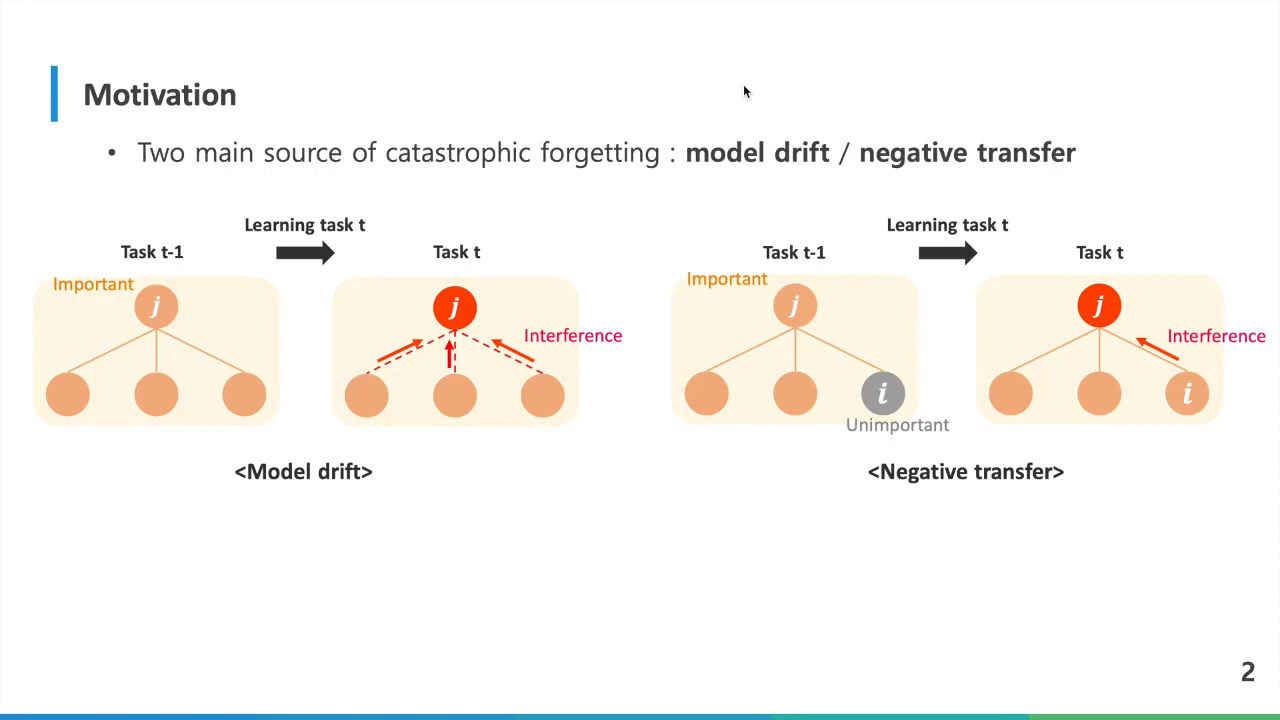 Motivation
• Two main source of catastrophic forgetting : model drift / negative transfer
Learning task t
Task t-1
Task t
Important
j
j
Interference
<Model drift>
Learning task t
Task t-1
Task t
Important
j
j
Interference
i
i
Unimportant
<Negative transfer>
2